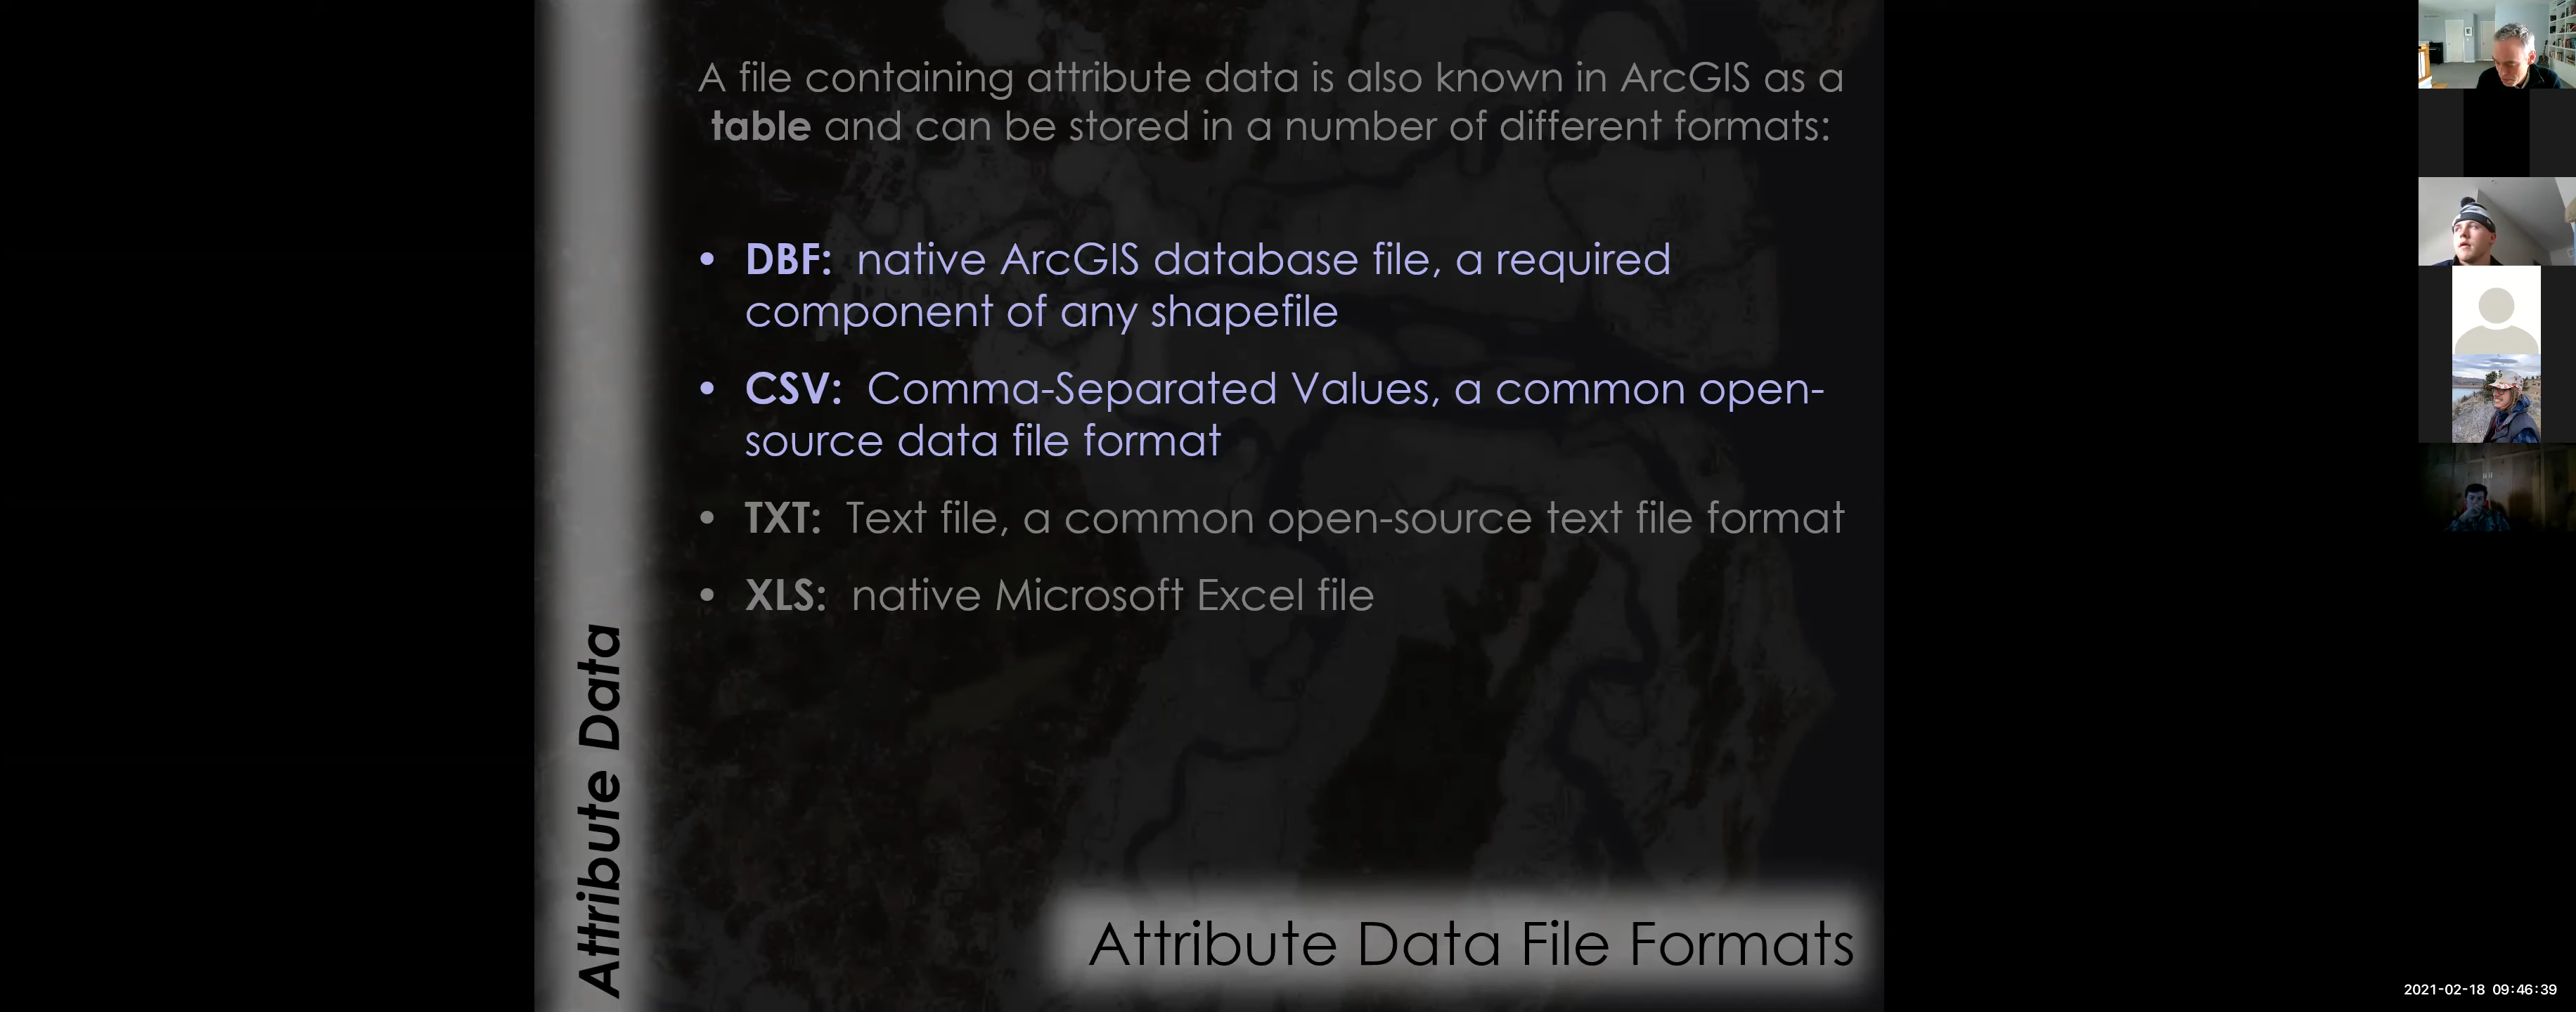 A file containing attribute data is also known in ArcGIS as a
table and can be stored in a number of different formats:
• DBF: native ArcGIS database file, a required
component of any shapefile
• CSV: Comma-Separated Values, a common open-
source data file format
• TXT: Text file, a common open-source text file format
• XLS: native Microsoft Excel file
Attribute Data
Attribute Data File Formats
2021-02-18 09:46:39